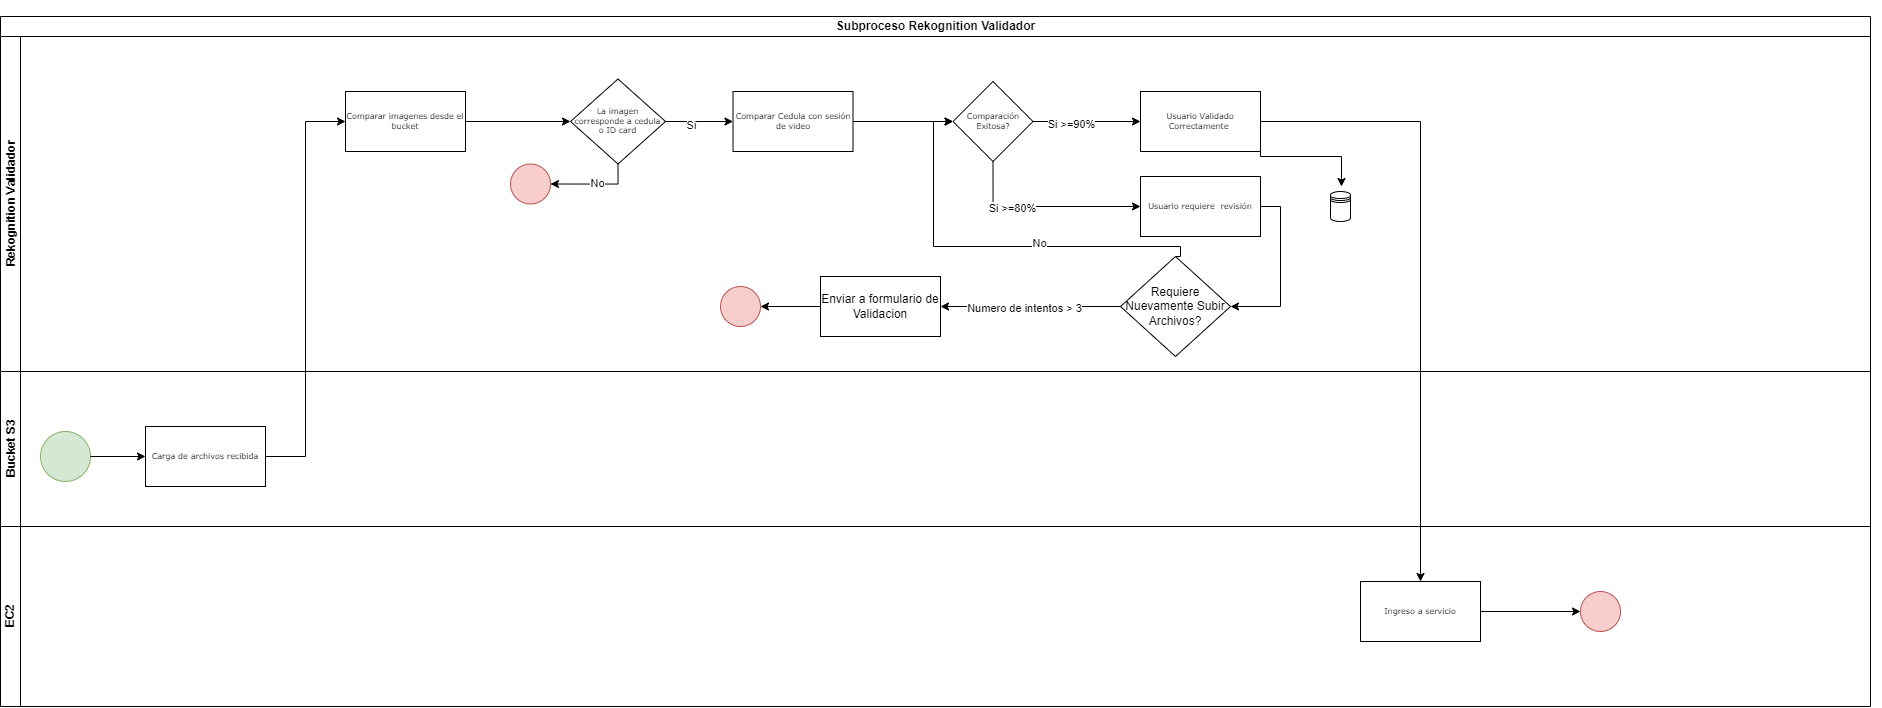 Subproceso Rekognition Validador
Rekognition Validador
Comparar imagenes desde el
bucket
La imagen
corresponde a cedula
o ID card
Si
No
Comparar Cedula con sesión
de video
Comparación
Exitosa?
Si >=90%
Usuario Validado
Correctamente
Si >=80%
Usuario requiere  revisión
No
Requiere
Nuevamente Subir
Archivos?
Numero de intentos > 3
Enviar a formulario de
Validacion
Bucket S3
Carga de archivos recibida
EC2
Ingreso a servicio